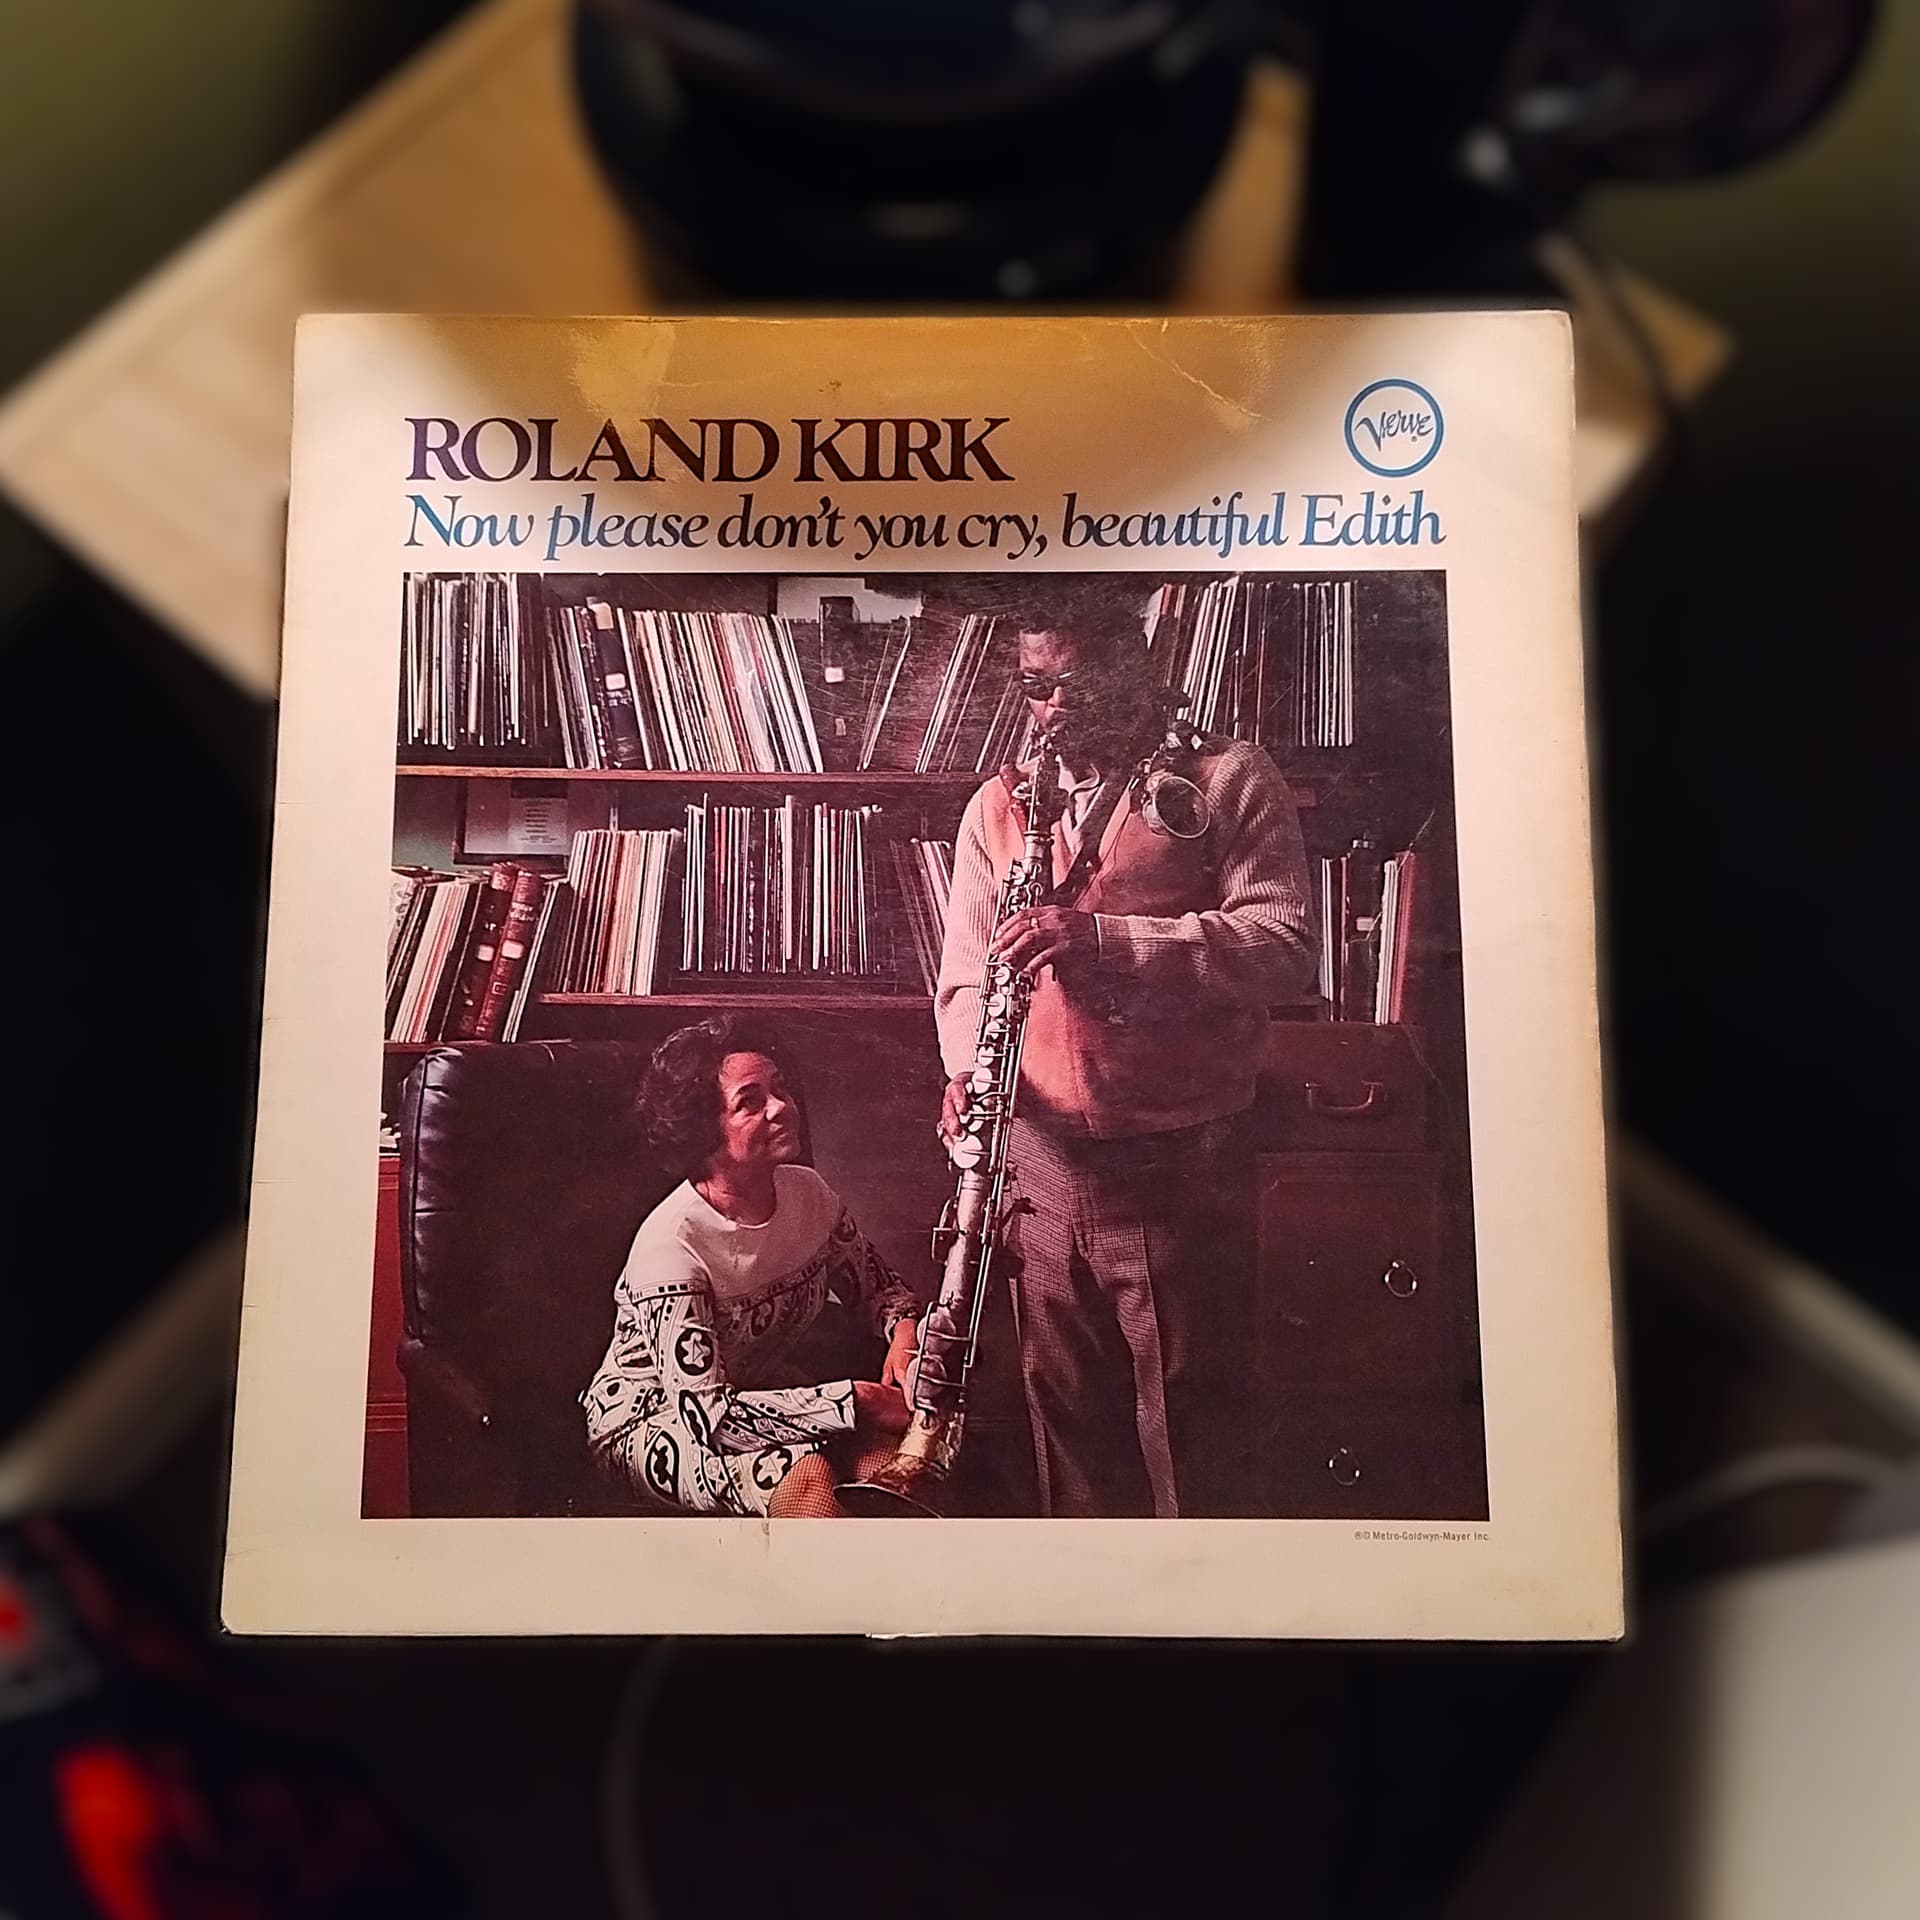 ROLAND KIRK
Verve
Now please don't you cry, beautiful Edith
℗© Metro-Goldwyn-Mayer Inc.